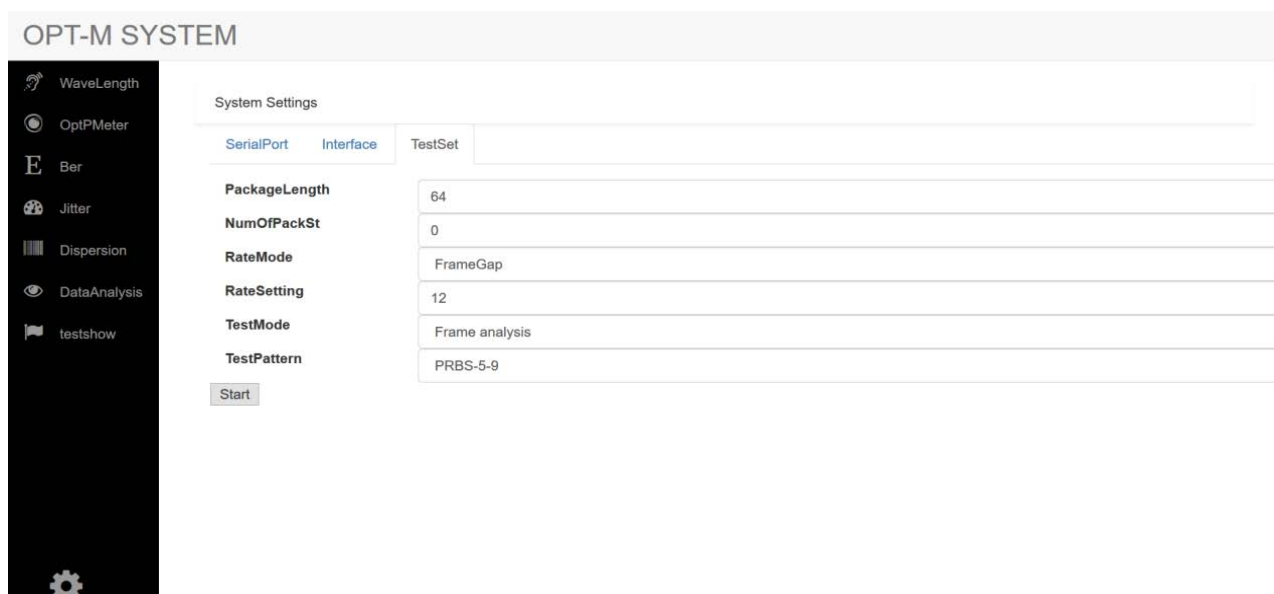 OPT-M SYSTEM
WaveLength
OptPMeter
E Ber
Jitter
Dispersion
DataAnalysis
testshow
System Settings
SerialPort Interface TestSet
PackageLength 64
NumOfPackSt 0
RateMode FrameGap
RateSetting 12
TestMode Frame analysis
TestPattern PRBS-5-9
Start